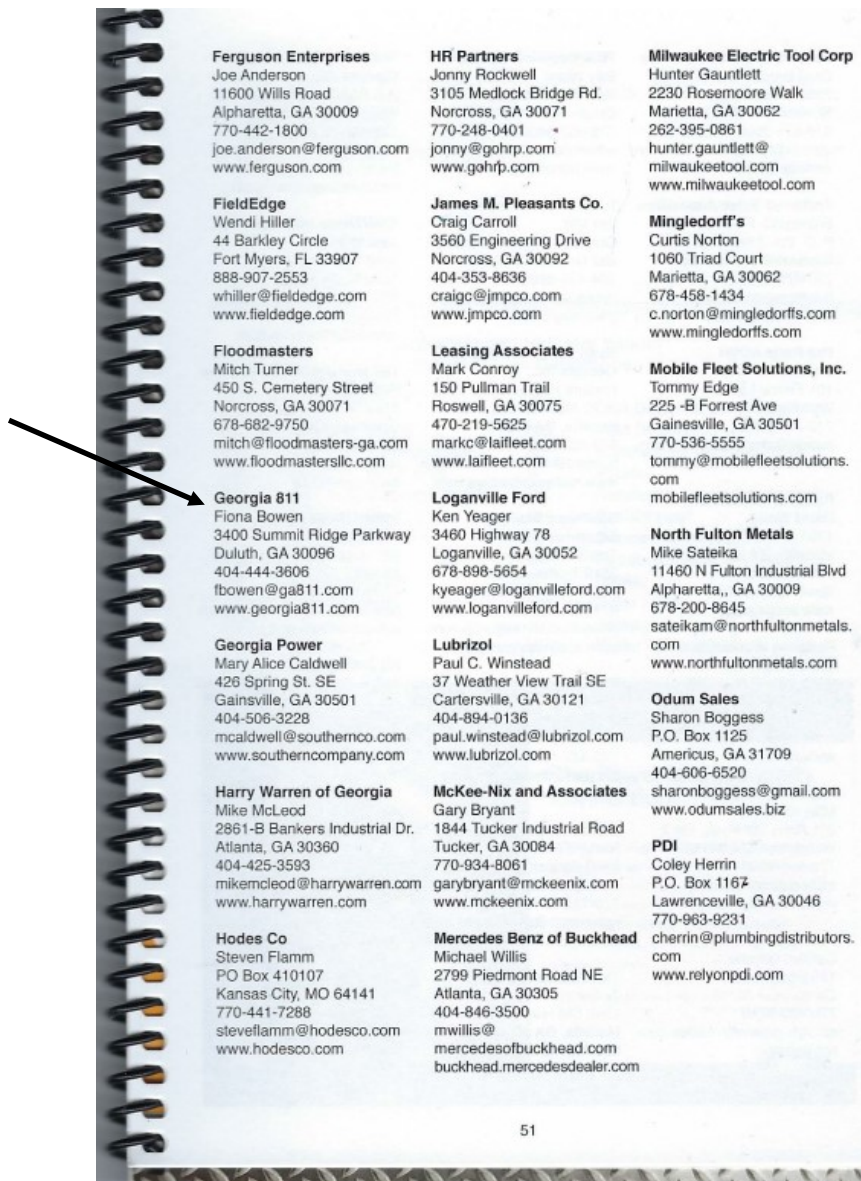 Ferguson Enterprises
Joe Anderson
11600 Wills Road
Alpharetta, GA 30009
770-442-1800
joe.anderson@ferguson.com
www.ferguson.com
FieldEdge
Wendi Hiller
44 Barkley Circle
Fort Myers, FL 33907
888-907-2553
whiller@fieldedge.com
www.fieldedge.com
Floodmasters
Mitch Turner
450 S. Cemetery Street
Norcross, GA 30071
678-682-9750
mitch@floodmasters-ga.com
www.floodmastersllc.com
Georgia 811
Fiona Bowen
3400 Summit Ridge Parkway
Duluth, GA 30096
404-444-3606
fbowen@ga811.com
www.georgia811.com
Georgia Power
Mary Alice Caldwell
426 Spring St. SE
Gainsville, GA 30501
404-506-3228
mcaldwell@southernco.com
www.southerncompany.com
Harry Warren of Georgia
Mike McLeod
2861-B Bankers Industrial Dr.
Atlanta, GA 30360
404-425-3593
mikemcleod@harrywarren.com
www.harrywarren.com
Hodes Co
Steven Flamm
PO Box 410107
Kansas City, MO 64141
770-441-7288
steveflamm@hodesco.com
www.hodesco.com
HR Partners
Jonny Rockwell
3105 Medlock Bridge Rd.
Norcross, GA 30071
770-248-0401
jonny@gohrp.com
www.gohrp.com
James M. Pleasants Co.
Craig Carroll
3560 Engineering Drive
Norcross, GA 30092
404-353-8636
craigc@jmpco.com
www.jmpco.com
Leasing Associates
Mark Conroy
150 Pullman Trail
Roswell, GA 30075
470-219-5625
markc@laifleet.com
www.laifleet.com
Loganville Ford
Ken Yeager
3460 Highway 78
Loganville, GA 30052
678-898-5654
kyeager@loganvilleford.com
www.loganvilleford.com
Lubrizol
Paul C. Winstead
37 Weather View Trail SE
Cartersville, GA 30121
404-894-0136
paul.winstead@lubrizol.com
www.lubrizol.com
McKee-Nix and Associates
Gary Bryant
1844 Tucker Industrial Road
Tucker, GA 30084
770-934-8061
garybryant@mckeenix.com
www.mckeenix.com
Mercedes Benz of Buckhead
Michael Willis
2799 Piedmont Road NE
Atlanta, GA 30305
404-846-3500
mwillis@
mercedesofbuckhead.com
buckhead.mercedesdealer.com
Milwaukee Electric Tool Corp
Hunter Gauntlett
2230 Rosemoore Walk
Marietta, GA 30062
262-395-0861
hunter.gauntlett@
milwaukeetool.com
www.milwaukeetool.com
Mingledorff's
Curtis Norton
1060 Triad Court
Marietta, GA 30062
678-458-1434
c.norton@mingledorffs.com
www.mingledorffs.com
Mobile Fleet Solutions, Inc.
Tommy Edge
225 -B Forrest Ave
Gainesville, GA 30501
770-536-5555
tommy@mobilefleetsolutions.
com
mobilefleetsolutions.com
North Fulton Metals
Mike Sateika
11460 N Fulton Industrial Blvd
Alpharetta,, GA 30009
678-200-8645
sateikam@northfultonmetals.
com
www.northfultonmetals.com
Odum Sales
Sharon Boggess
P.O. Box 1125
Americus, GA 31709
404-606-6520
sharonboggess@gmail.com
www.odumsales.biz
PDI
Coley Herrin
P.O. Box 1167
Lawrenceville, GA 30046
770-963-9231
cherrin@plumbingdistributors.
com
www.relyonpdi.com
51